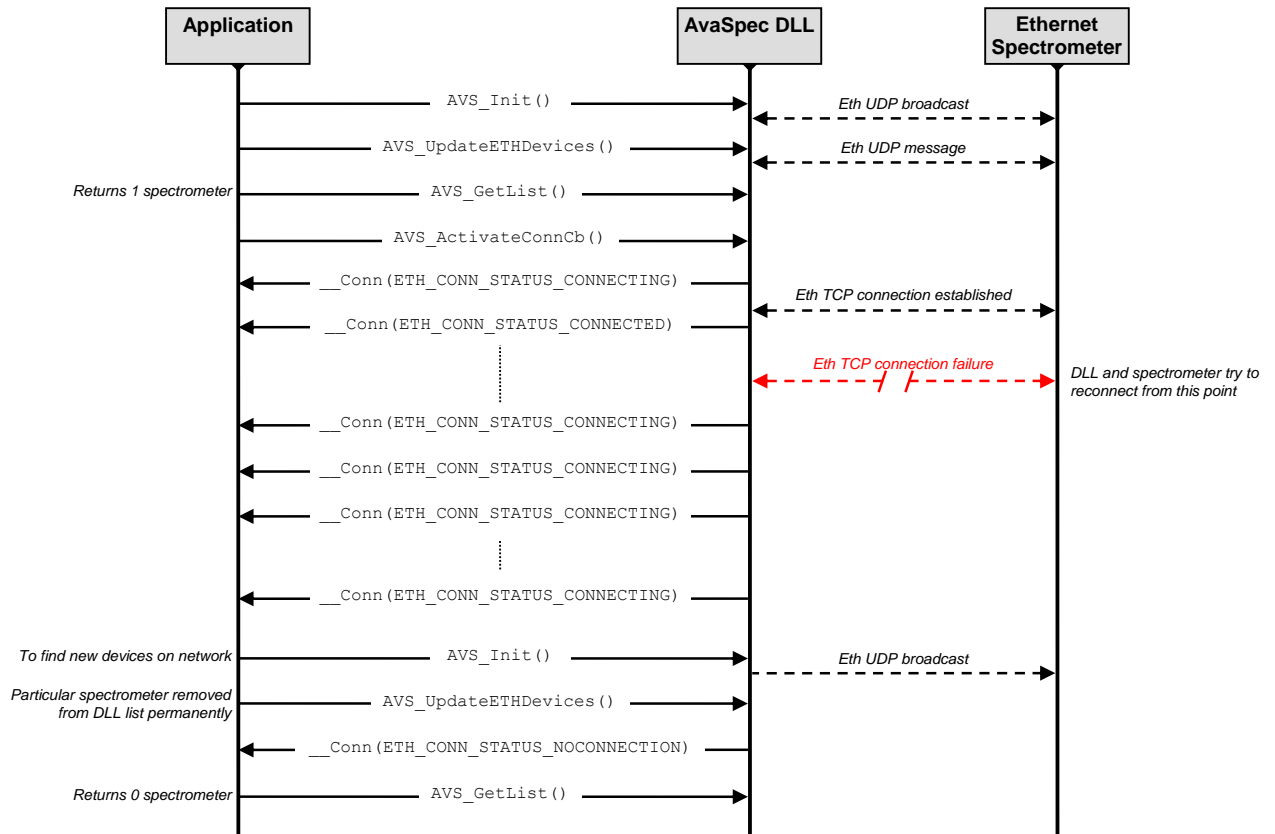 Application
AvaSpec DLL
Ethernet
Spectrometer
AVS_Init()
Eth UDP broadcast
AVS_UpdateETHDevices()
Eth UDP message
Returns 1 spectrometer
AVS_GetList()
AVS_ActivateConnCb()
__Conn(ETH_CONN_STATUS_CONNECTING)
Eth TCP connection established
__Conn(ETH_CONN_STATUS_CONNECTED)
Eth TCP connection failure
DLL and spectrometer try to
reconnect from this point
__Conn(ETH_CONN_STATUS_CONNECTING)
__Conn(ETH_CONN_STATUS_CONNECTING)
__Conn(ETH_CONN_STATUS_CONNECTING)
__Conn(ETH_CONN_STATUS_CONNECTING)
To find new devices on network
AVS_Init()
Eth UDP broadcast
Particular spectrometer removed
from DLL list permanently
AVS_UpdateETHDevices()
__Conn(ETH_CONN_STATUS_NOCONNECTION)
Returns 0 spectrometer
AVS_GetList()